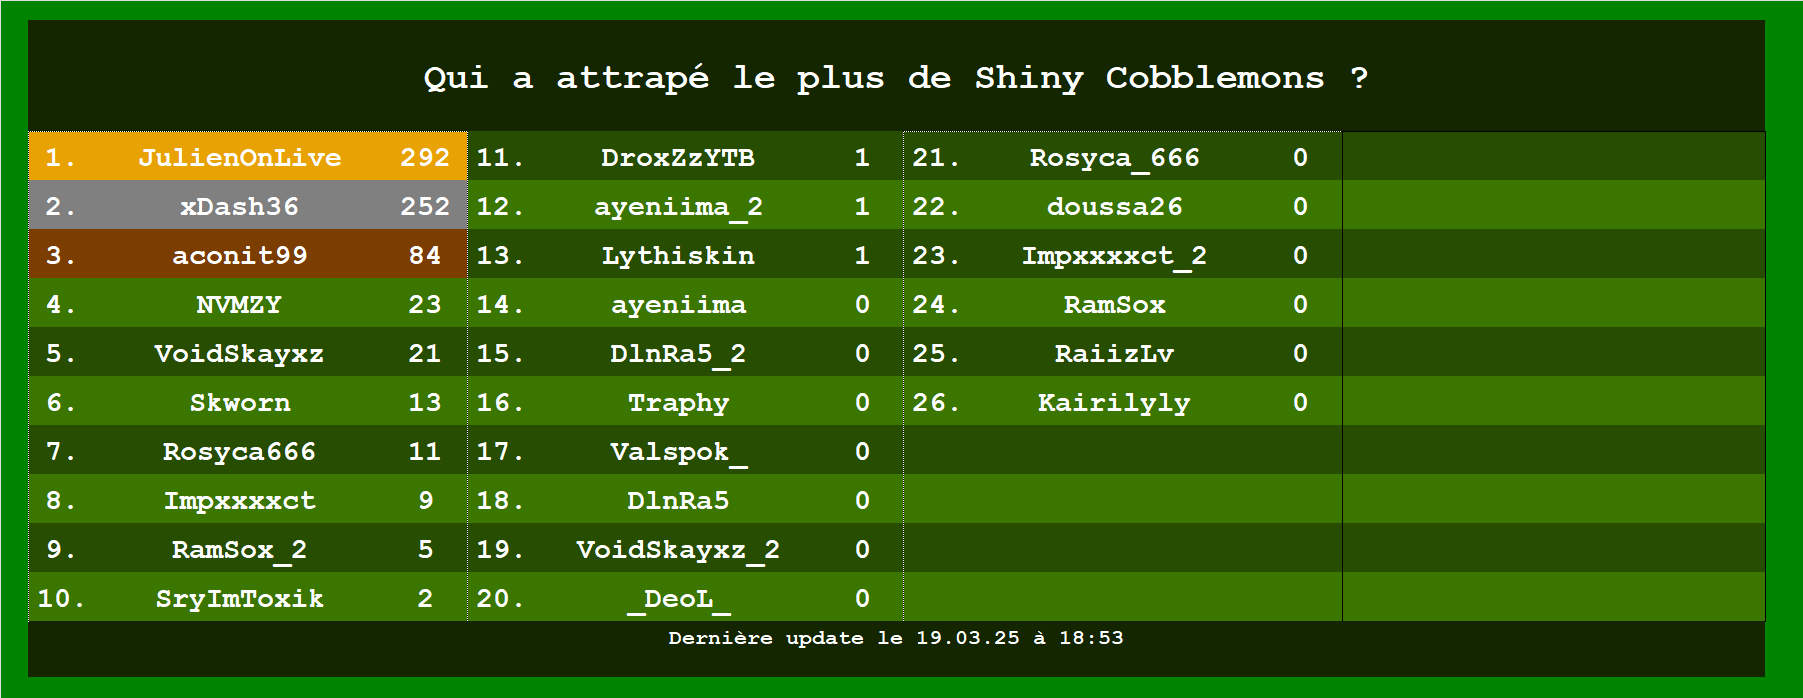 Qui a attrapé le plus de Shiny Cobblemons ?
1. JulienOnLive 292
2. xDash36 252
3. aconit99 84
4. NVMZY 23
5. VoidSkayxz 21
6. Skworn 13
7. Rosyca666 11
8. Impxxxxct 9
9. RamSox_2 5
10. SryImToxik 2
11. DroxZzYTB 1
12. ayeniima_2 1
13. Lythiskin 1
14. ayeniima 0
15. DlnRa5_2 0
16. Traphy 0
17. Valspok_ 0
18. DlnRa5 0
19. VoidSkayxz_2 0
20. _DeoL_ 0
21. Rosyca_666 0
22. doussa26 0
23. Impxxxxct_2 0
24. RamSox 0
25. RaiizLv 0
26. Kairilyly 0
Dernière update le 19.03.25 à 18:53